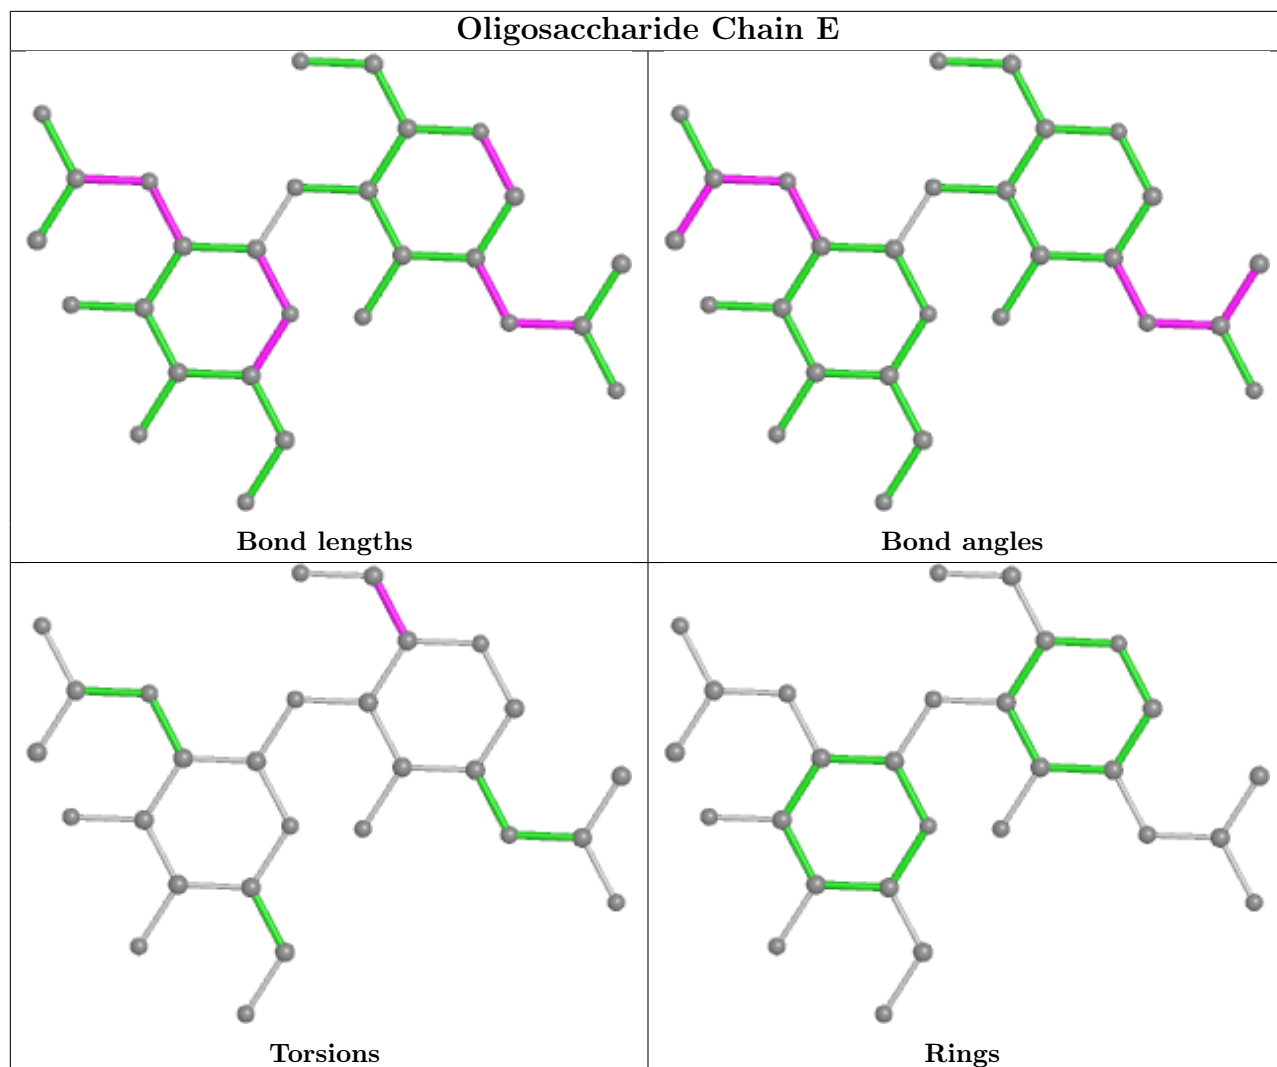 Oligosaccharide Chain E
Bond lengths
Bond angles
Torsions
Rings